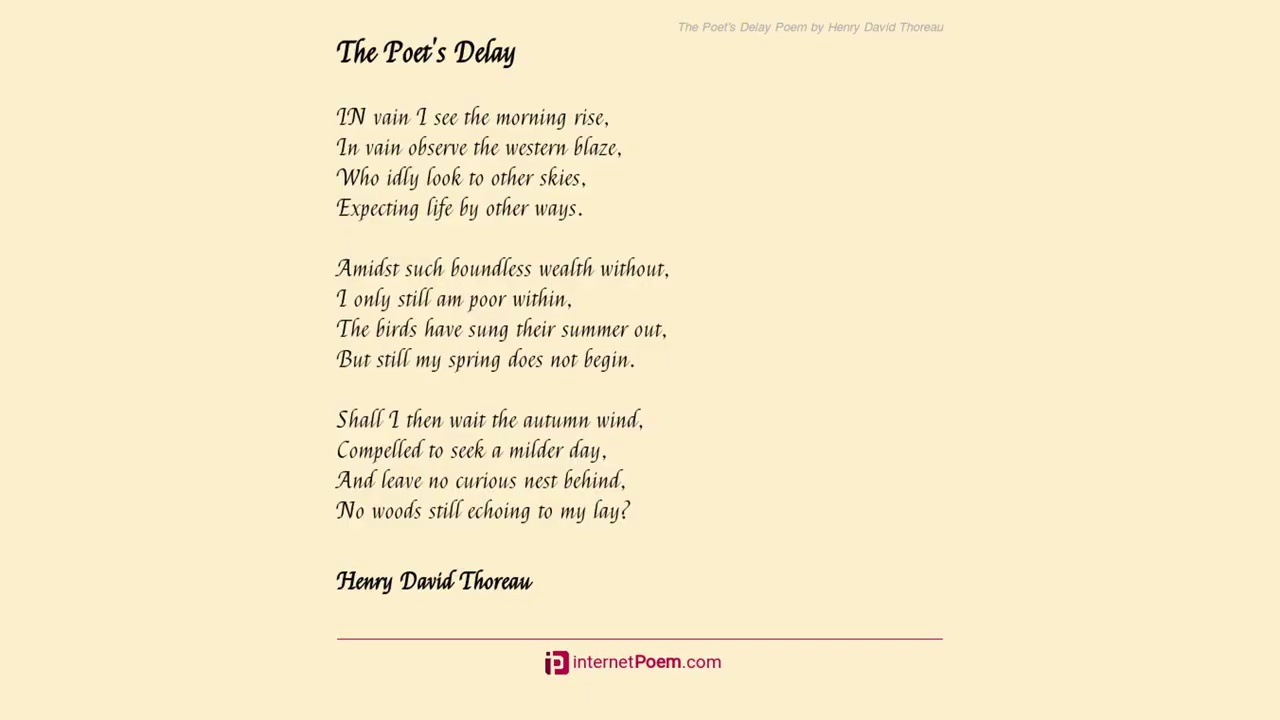 The Poet's Delay Poem by Henry David Thoreau
The Poet's Delay
IN vain I see the morning rise,
In vain observe the western blaze,
Who idly look to other skies,
Expecting life by other ways.
Amidst such boundless wealth without,
I only still am poor within,
The birds have sung their summer out,
But still my spring does not begin.
Shall I then wait the autumn wind,
Compelled to seek a milder day,
And leave no curious nest behind,
No woods still echoing to my lay?
Henry David Thoreau
ip internetPoem.com